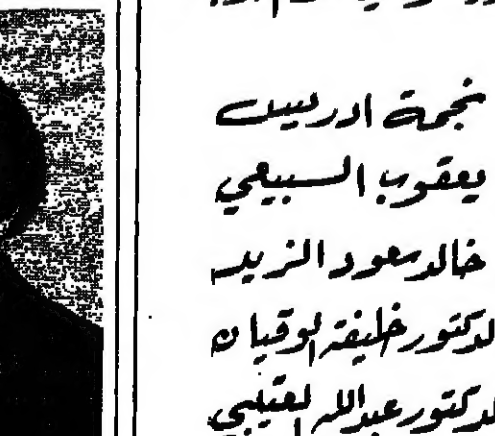 نجمة ادريس
يعقوب السبيعي
خالد سعود الزيد
الدكتور خليفة الوقيان
الدكتور عبدالله العتيبي